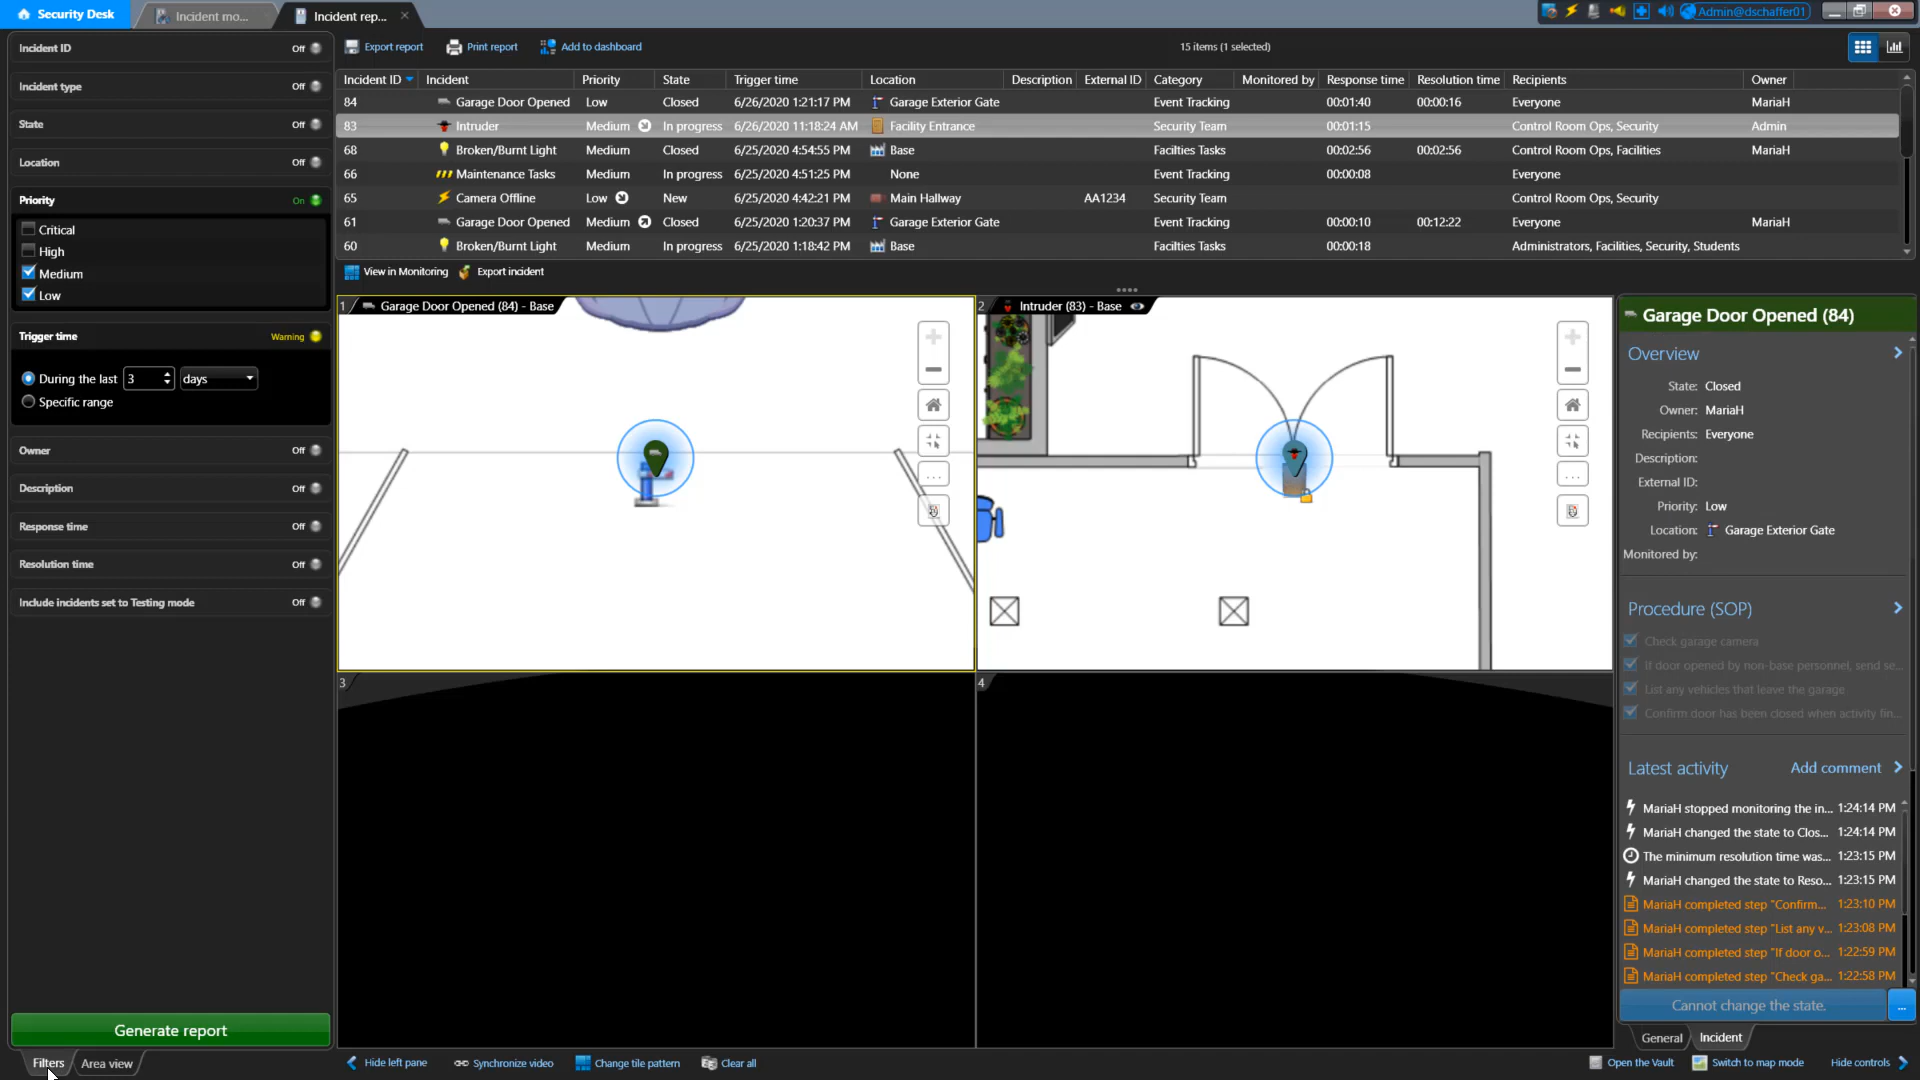 Security Desk
Incident mo...
Incident rep...
Admin@dschaffer01
Incident ID Off
Incident type Off
State Off
Location Off
Priority On
Critical
High
Medium
Low
Trigger time Warning
During the last 3 days
Specific range
Owner Off
Description Off
Response time Off
Resolution time Off
Include incidents set to Testing mode Off
Generate report
Filters Area view
Export report Print report Add to dashboard 15 items (1 selected)
Incident ID Incident Priority State Trigger time Location Description External ID Category Monitored by Response time Resolution time Recipients Owner
84 Garage Door Opened Low Closed 6/26/2020 1:21:17 PM Garage Exterior Gate Event Tracking 00:01:40 00:00:16 Everyone MariaH
83 Intruder Medium In progress 6/26/2020 11:18:24 AM Facility Entrance Security Team 00:01:15 Control Room Ops, Security Admin
68 Broken/Burnt Light Medium Closed 6/25/2020 4:54:55 PM Base Facilties Tasks 00:02:56 00:02:56 Control Room Ops, Facilities MariaH
66 Maintenance Tasks Medium In progress 6/25/2020 4:51:25 PM None Event Tracking 00:00:08 Everyone
65 Camera Offline Low New 6/25/2020 4:42:21 PM Main Hallway AA1234 Security Team Control Room Ops, Security
61 Garage Door Opened Medium Closed 6/25/2020 1:20:37 PM Garage Exterior Gate Event Tracking 00:00:10 00:12:22 Everyone MariaH
60 Broken/Burnt Light Medium In progress 6/25/2020 1:18:42 PM Base Facilties Tasks 00:00:18 Administrators, Facilities, Security, Students
View in Monitoring Export incident
1 Garage Door Opened (84) - Base
2 Intruder (83) - Base
3
4
Garage Door Opened (84)
Overview
State: Closed
Owner: MariaH
Recipients: Everyone
Description:
External ID:
Priority: Low
Location: Garage Exterior Gate
Monitored by:
Procedure (SOP)
Check garage camera
If door opened by non-base personnel, send se...
List any vehicles that leave the garage
Confirm door has been closed when activity fin...
Latest activity Add comment
MariaH stopped monitoring the in... 1:24:14 PM
MariaH changed the state to Clos... 1:24:14 PM
The minimum resolution time was... 1:23:15 PM
MariaH changed the state to Reso... 1:23:15 PM
MariaH completed step "Confirm... 1:23:10 PM
MariaH completed step "List any v... 1:23:08 PM
MariaH completed step "If door o... 1:22:59 PM
MariaH completed step "Check ga... 1:22:58 PM
Cannot change the state. ...
General Incident
Hide left pane Synchronize video Change tile pattern Clear all Open the Vault Switch to map mode Hide controls